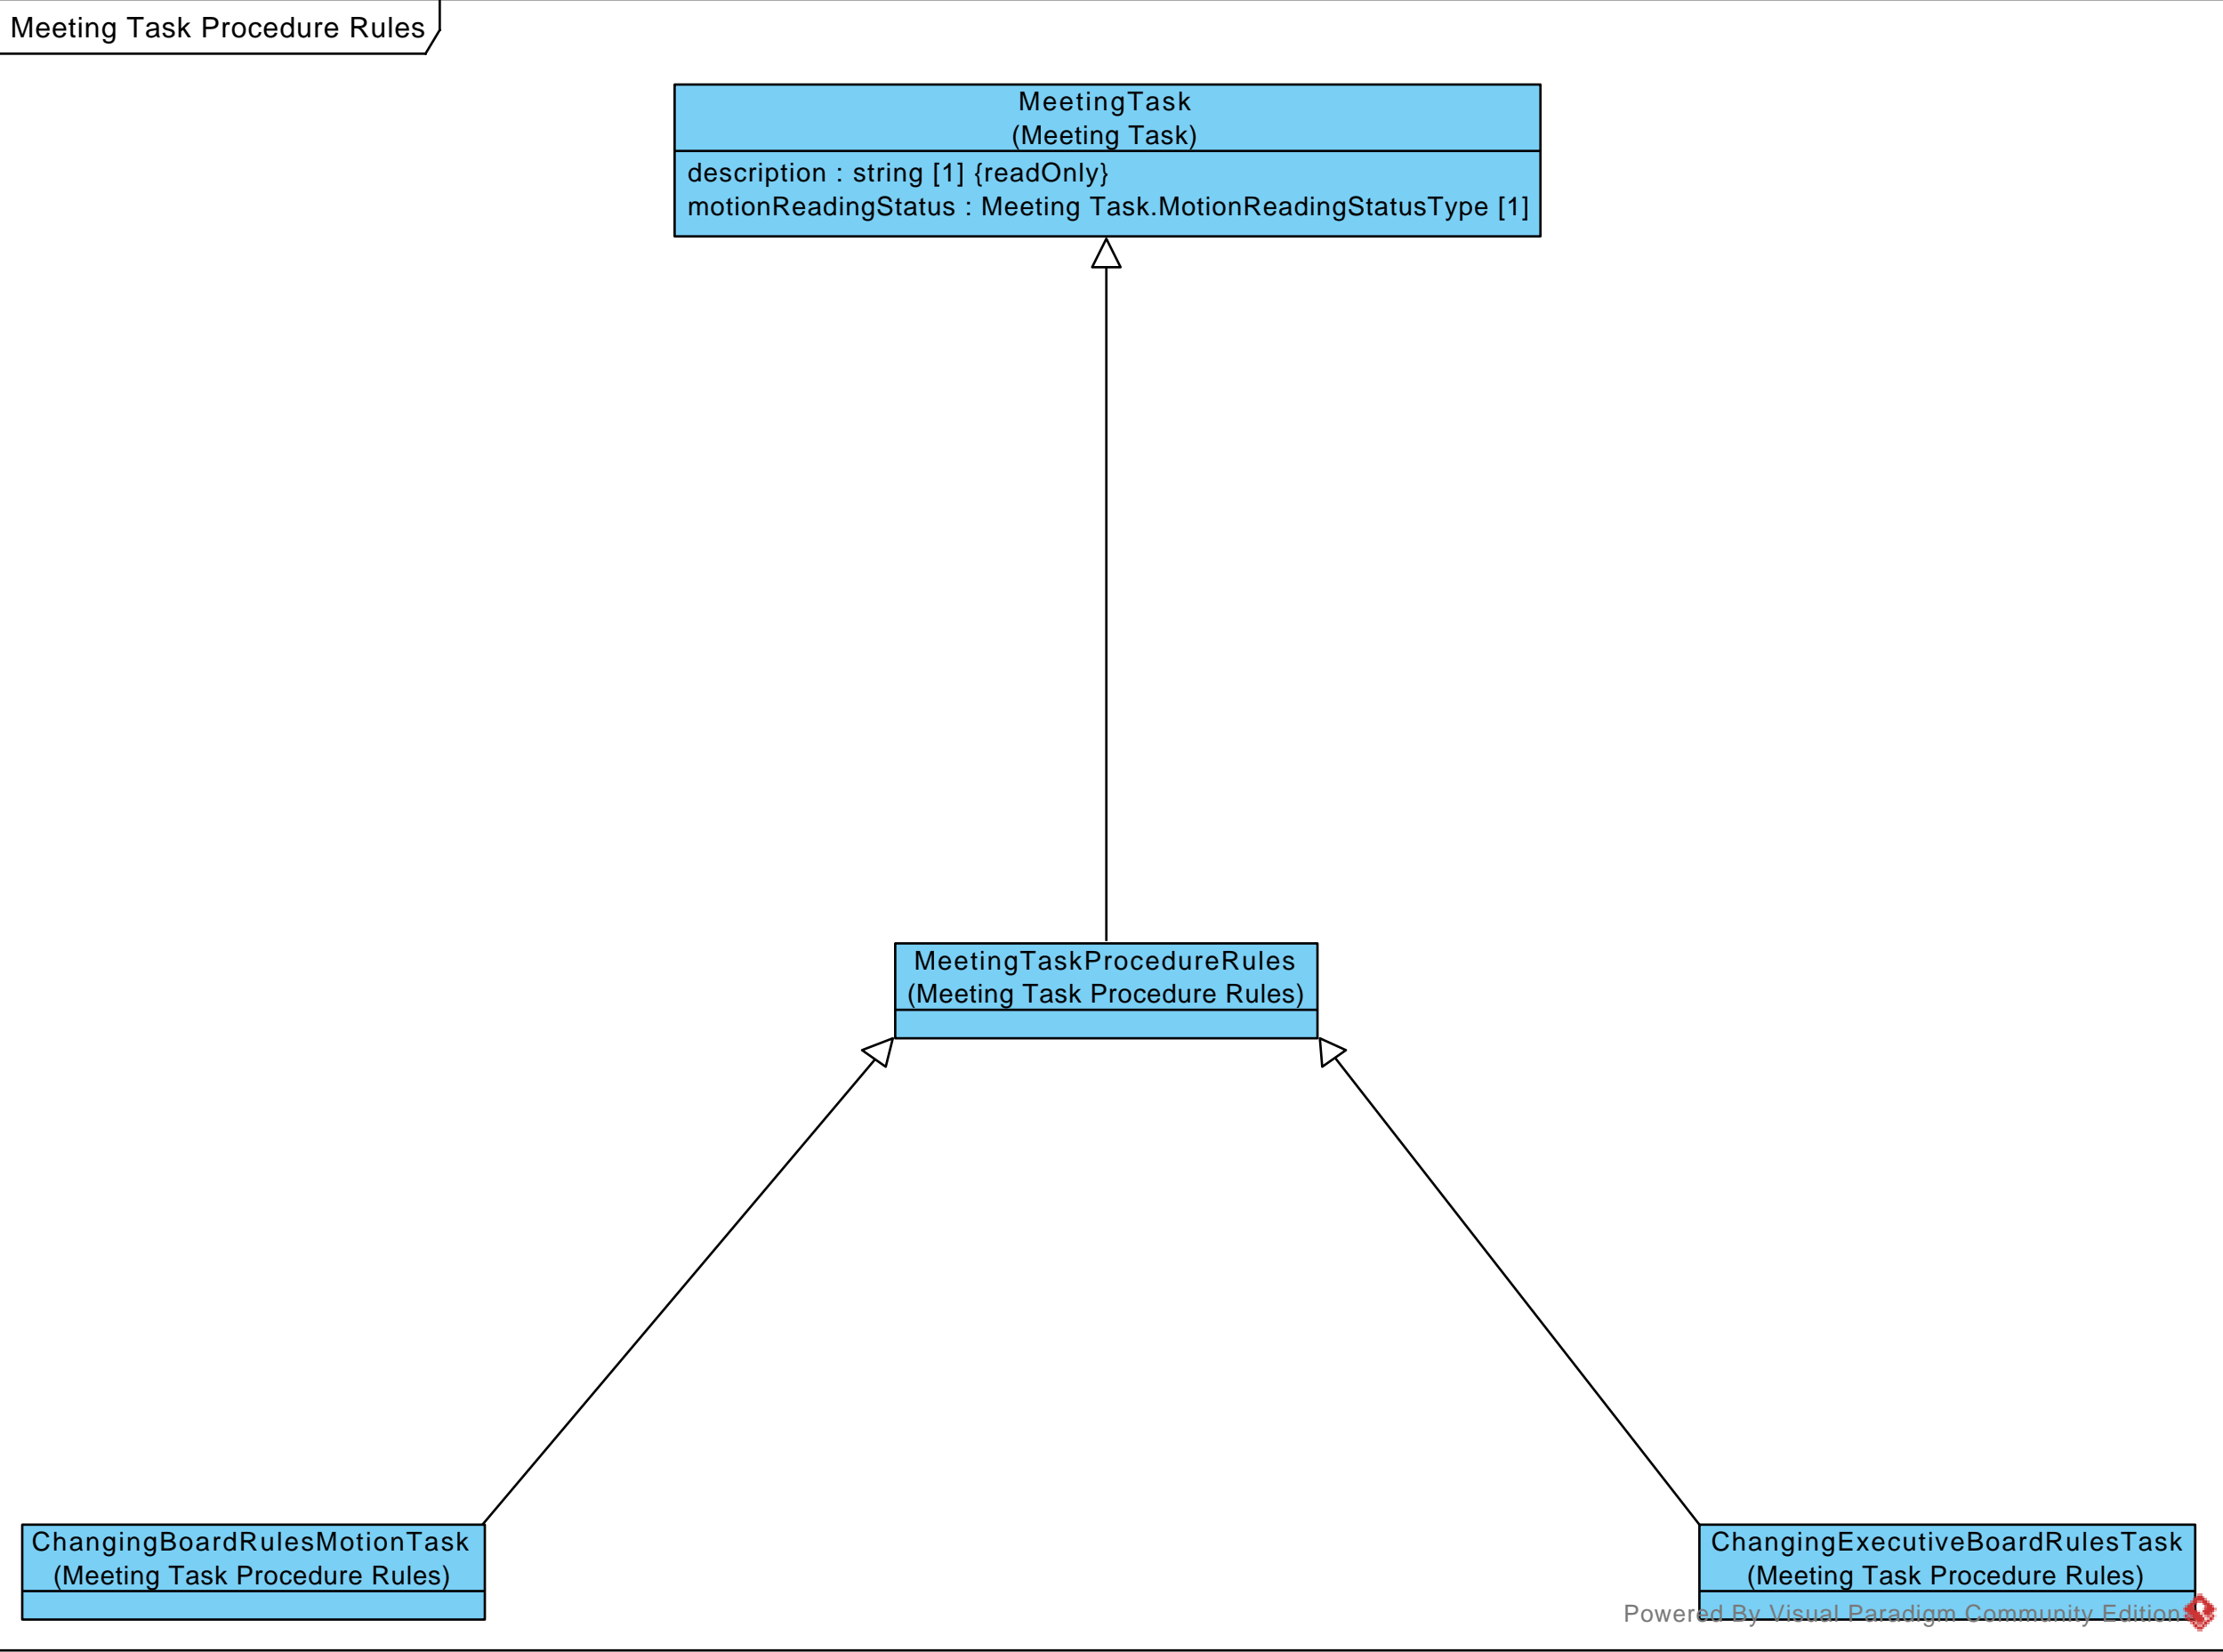 Meeting Task Procedure Rules
MeetingTask
(Meeting Task)
description : string [1] {readOnly}
motionReadingStatus : Meeting Task.MotionReadingStatusType [1]
MeetingTaskProcedureRules
(Meeting Task Procedure Rules)
ChangingBoardRulesMotionTask
(Meeting Task Procedure Rules)
ChangingExecutiveBoardRulesTask
(Meeting Task Procedure Rules)
Powered By Visual Paradigm Community Edition